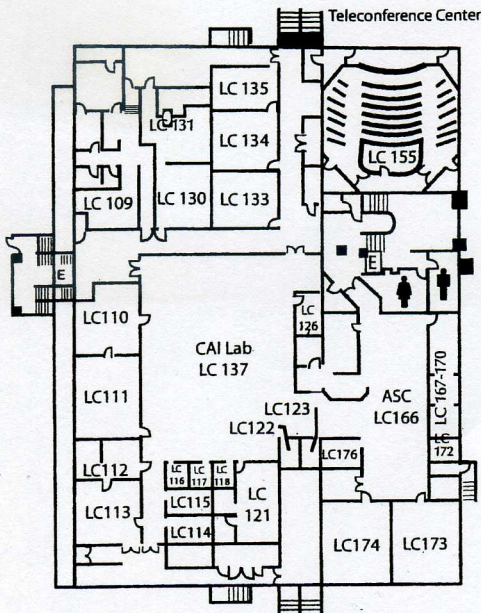 Teleconference Center
LC 135
LC 131
LC 134
LC 155
LC 109
LC 130
LC 133
E
E
LC110
LC
126
CAI Lab
LC 137
LC111
ASC
LC166
LC 167-170
LC123
LC122
LC176
LC
172
LC112
LC
116
LC
117
LC
118
LC115
LC
121
LC113
LC114
LC174
LC173